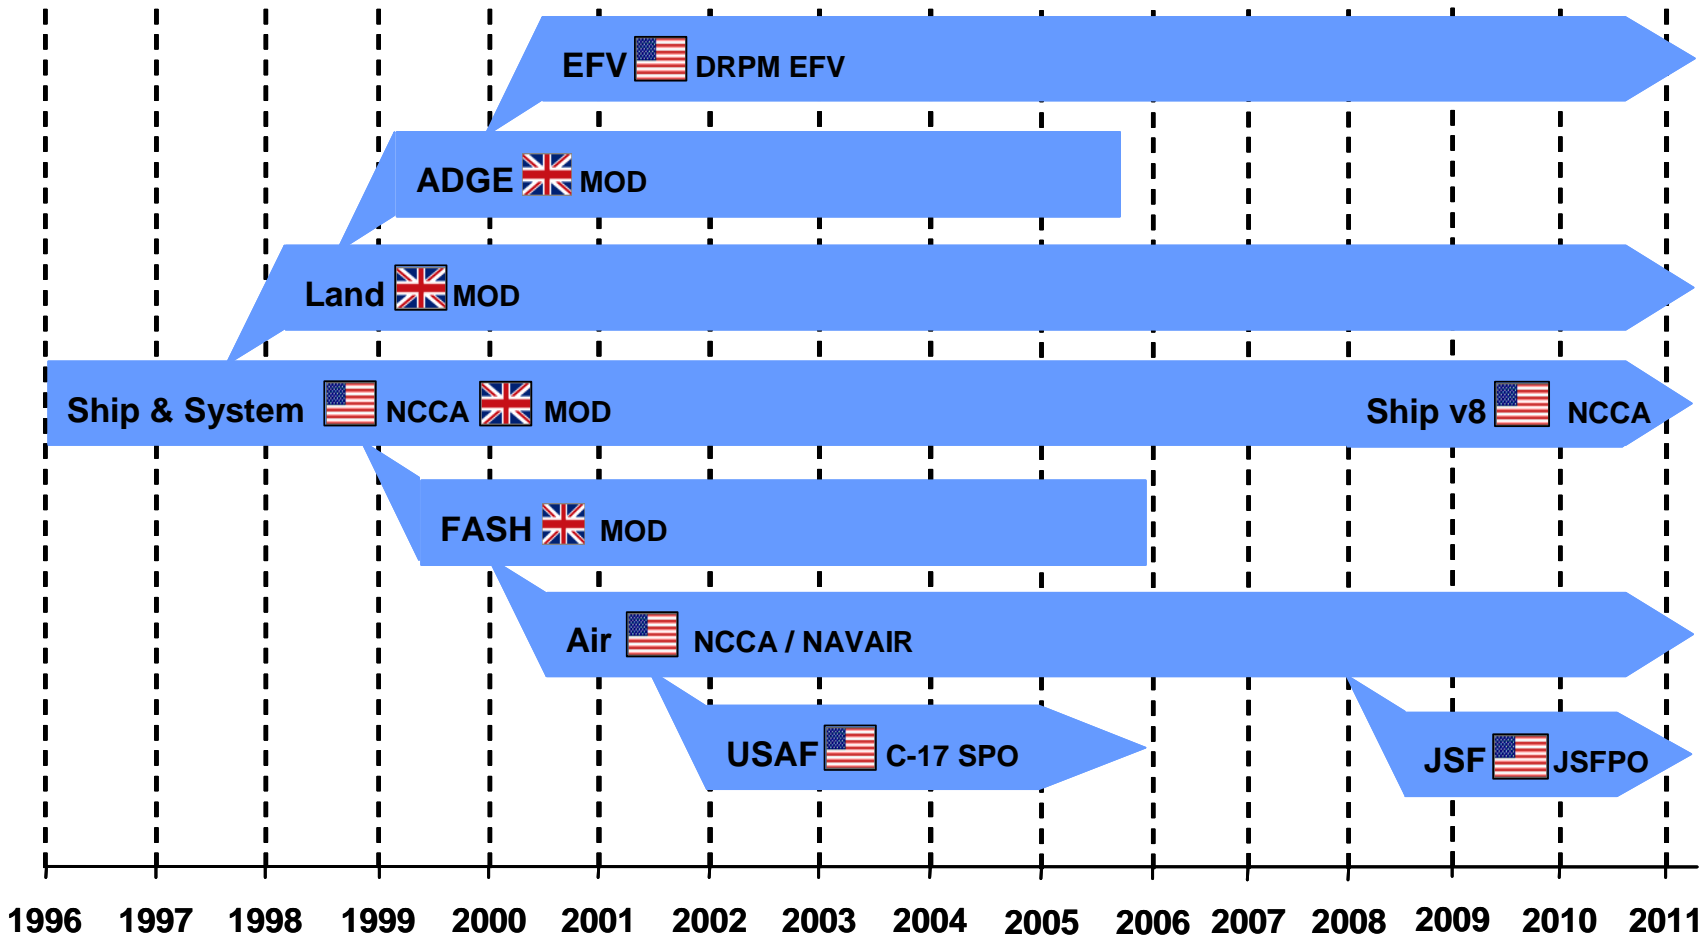 EFV DRPM EFV
ADGE MOD
Land MOD
Ship & System NCCA MOD Ship v8 NCCA
FASH MOD
Air NCCA / NAVAIR
USAF C-17 SPO JSF JSFPO
1996 1997 1998 1999 2000 2001 2002 2003 2004 2005 2006 2007 2008 2009 2010 2011